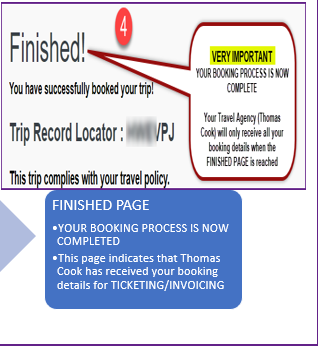 Finished!
4
You have successfully booked your trip!
Trip Record Locator : /PJ
This trip complies with your travel policy.
VERY IMPORTANT
YOUR BOOKING PROCESS IS NOW
COMPLETE
Your Travel Agency (Thomas
Cook) will only receive all your
booking details when the
FINISHED PAGE is reached
FINISHED PAGE
•YOUR BOOKING PROCESS IS NOW
COMPLETED
•This page indicates that Thomas
Cook has received your booking
details for TICKETING/INVOICING